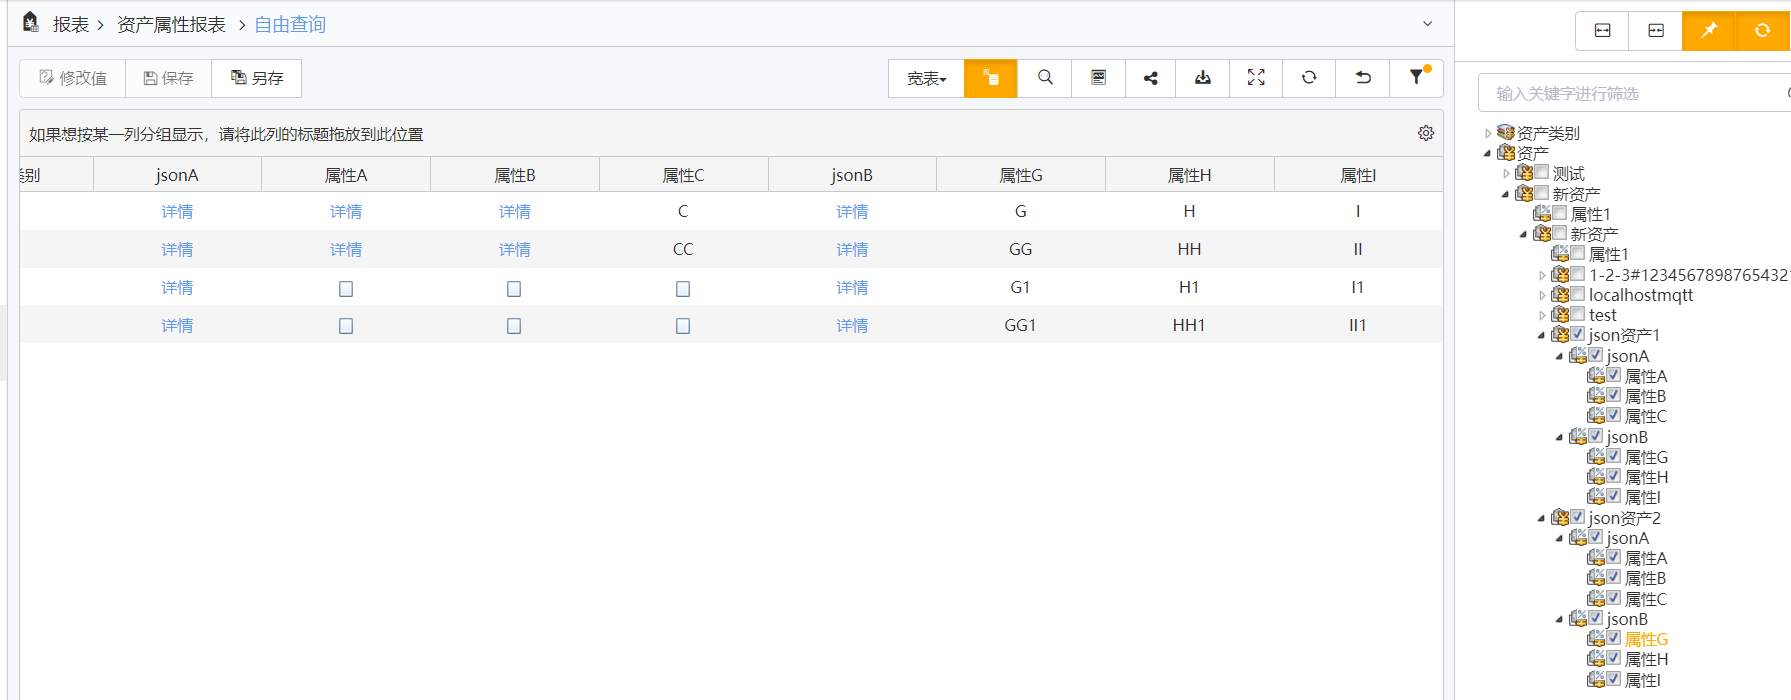 报表 > 资产属性报表 > 自由查询
修改值 保存 另存 宽表
如果想按某一列分组显示，请将此列的标题拖放到此位置
jsonA 属性A 属性B 属性C jsonB 属性G 属性H 属性I
详情 详情 详情 C 详情 G H I
详情 详情 详情 CC 详情 GG HH II
详情 详情 G1 H1 I1
详情 详情 GG1 HH1 II1
输入关键字进行筛选
资产类别
资产
测试
新资产
属性1
新资产
属性1
1-2-3#1234567898765432
localhostmqtt
test
json资产1
jsonA
属性A
属性B
属性C
jsonB
属性G
属性H
属性I
json资产2
jsonA
属性A
属性B
属性C
jsonB
属性G
属性H
属性I